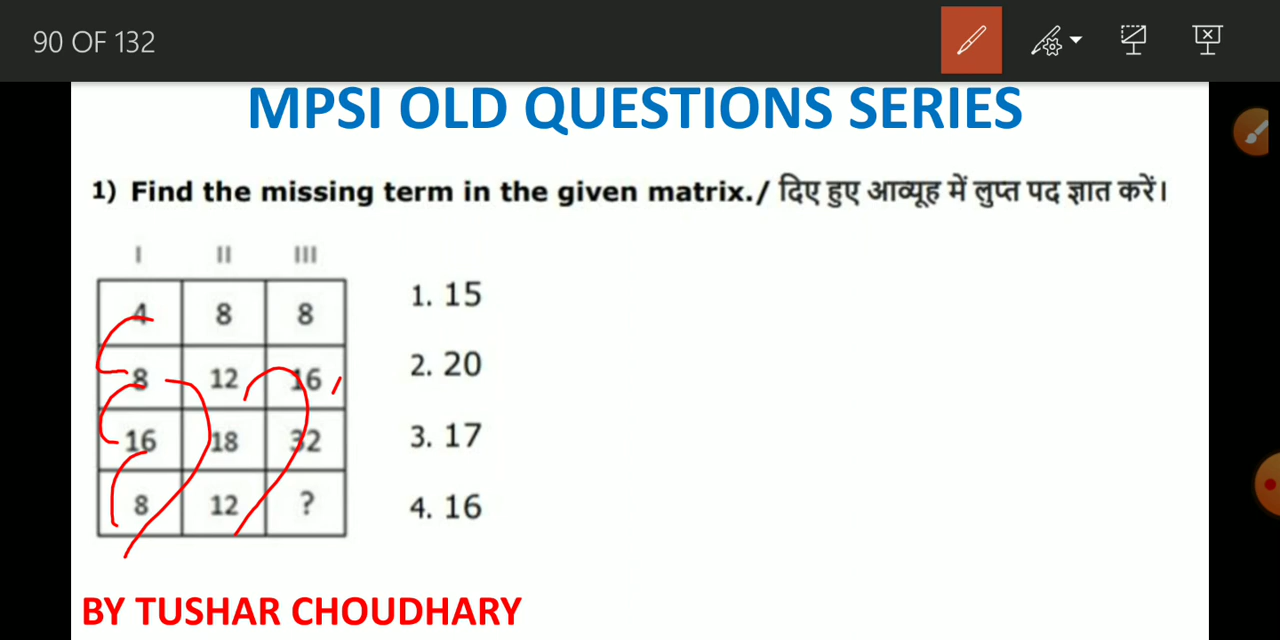 90 OF 132
MPSI OLD QUESTIONS SERIES
1) Find the missing term in the given matrix./ दिए हुए आव्यूह में लुप्त पद ज्ञात करें।
I II III
4 8 8
8 12 16
16 18 32
8 12 ?
1. 15
2. 20
3. 17
4. 16
BY TUSHAR CHOUDHARY